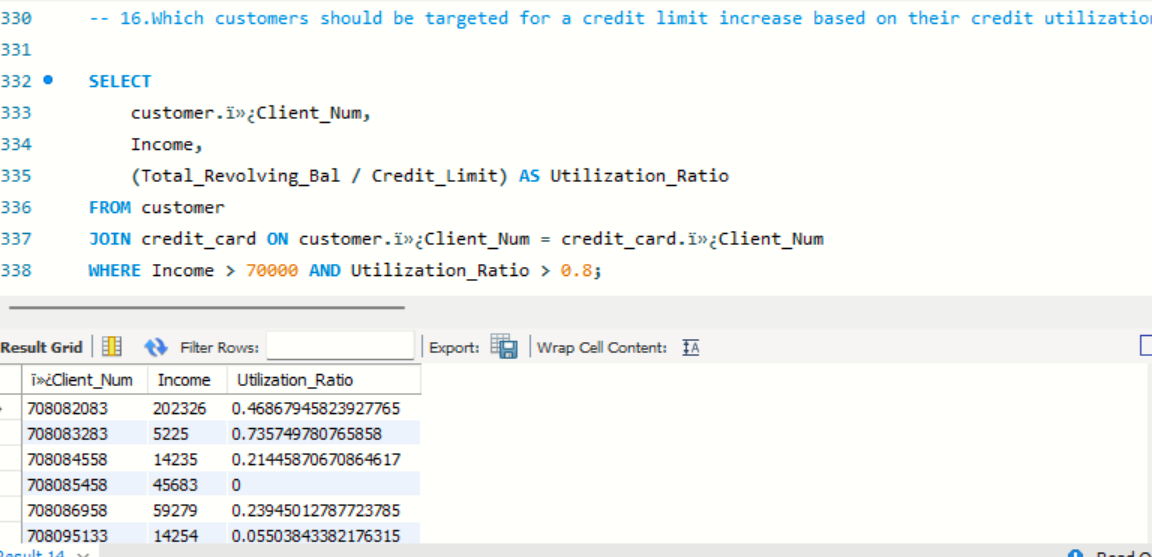 330 -- 16.Which customers should be targeted for a credit limit increase based on their credit utilization
331
332 SELECT
333 customer.ï»¿Client_Num,
334 Income,
335 (Total_Revolving_Bal / Credit_Limit) AS Utilization_Ratio
336 FROM customer
337 JOIN credit_card ON customer.ï»¿Client_Num = credit_card.ï»¿Client_Num
338 WHERE Income > 70000 AND Utilization_Ratio > 0.8;
Result Grid Filter Rows: Export: Wrap Cell Content: IA
ï»¿Client_Num Income Utilization_Ratio
708082083 202326 0.46867945823927765
708083283 5225 0.735749780765858
708084558 14235 0.21445870670864617
708085458 45683 0
708086958 59279 0.23945012787723785
708095133 14254 0.05503843382176315
Result 14